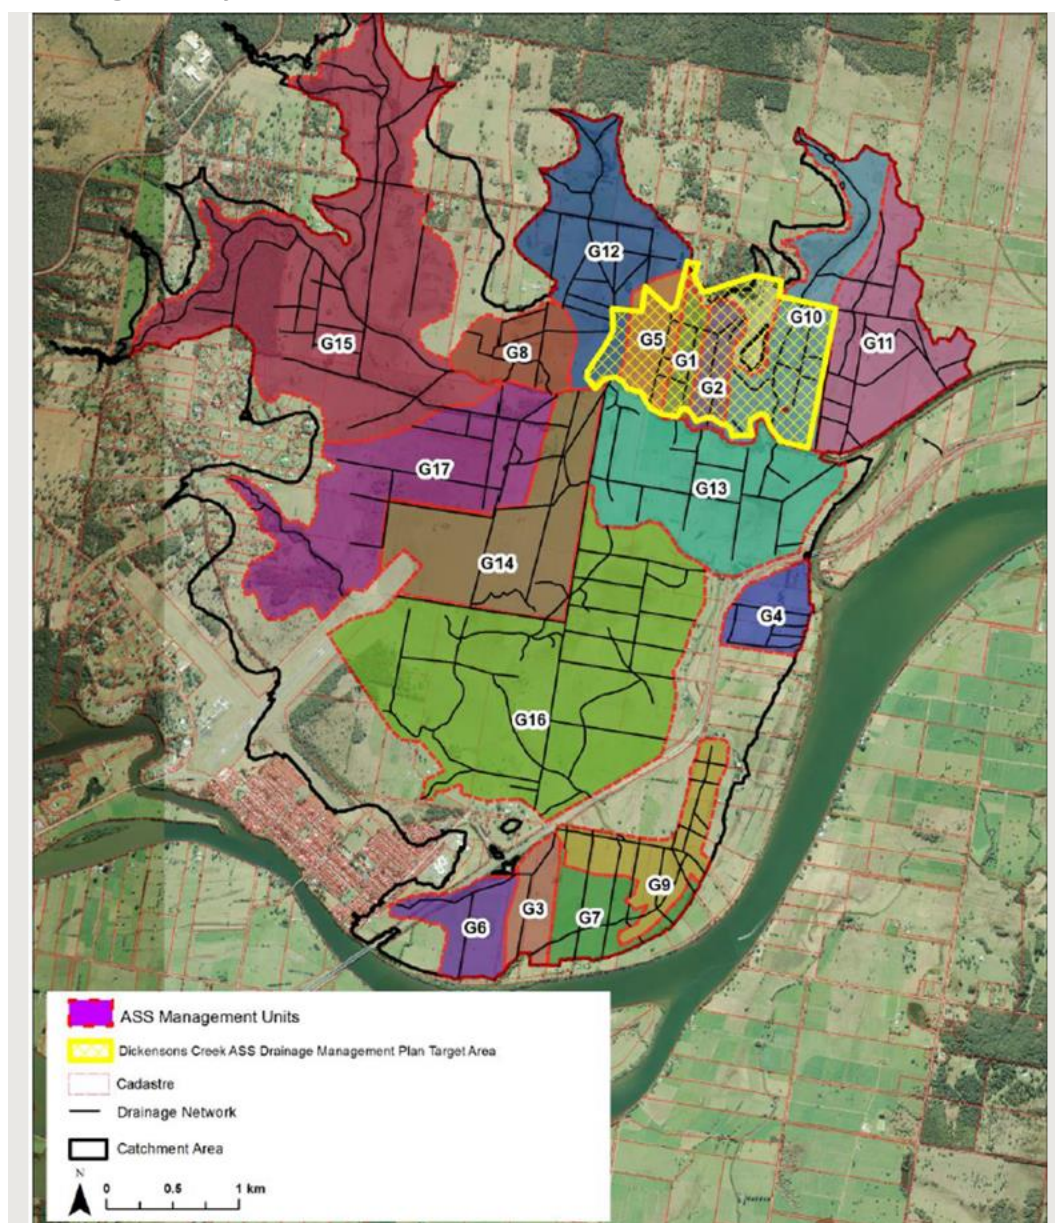 G12
G10
G5
G15
G8
G1
G11
G2
G17
G13
G14
G4
G16
G9
G3
G7
G6
ASS Management Units
Dickensons Creek ASS Drainage Management Plan Target Area
Cadastre
Drainage Network
Catchment Area
N
0 0.5 1 km